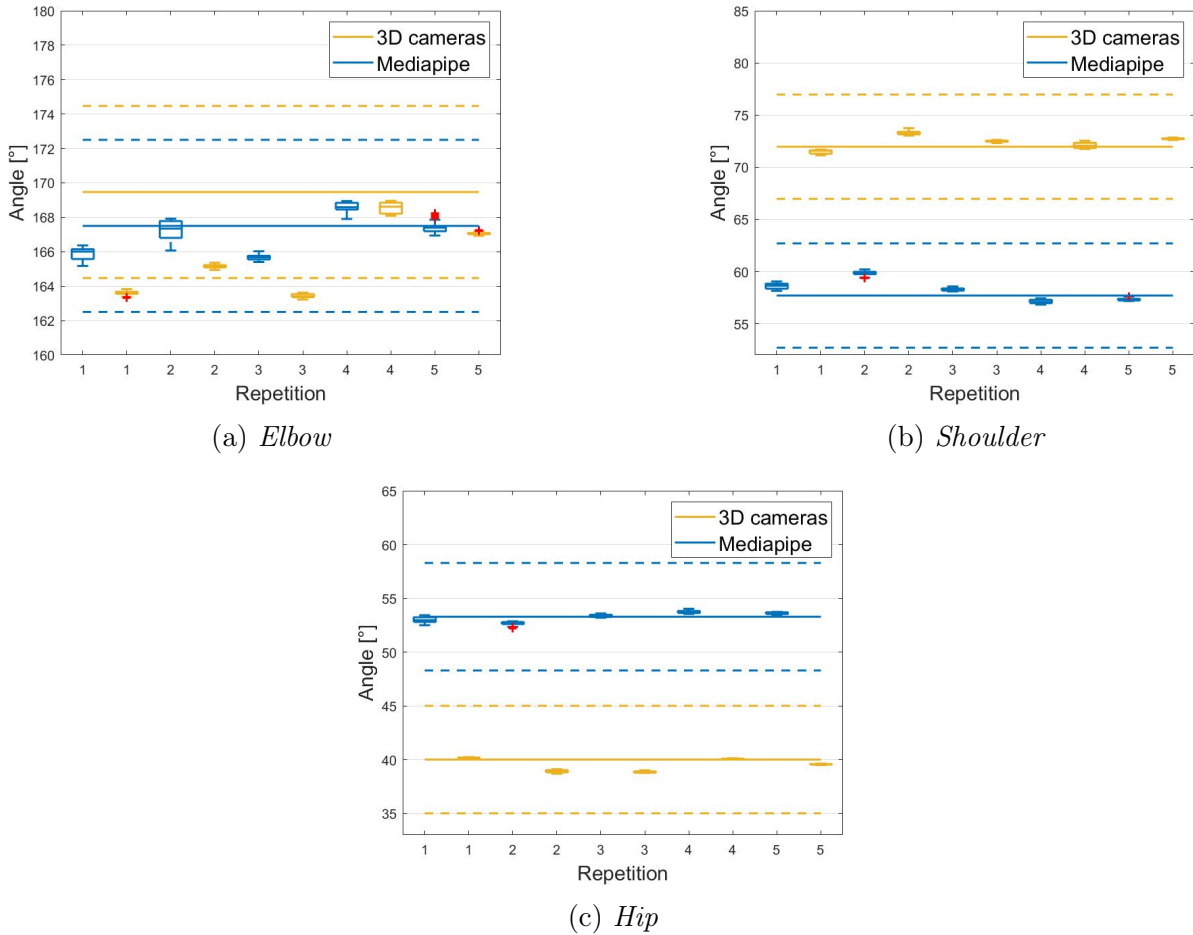 180
178
176
174
172
170
168
166
164
162
160
Angle [°]
3D cameras
Mediapipe
1 1 2 2 3 3 4 4 5 5
Repetition
(a) Elbow
85
80
75
70
65
60
55
Angle [°]
3D cameras
Mediapipe
1 1 2 2 3 3 4 4 5 5
Repetition
(b) Shoulder
65
60
55
50
45
40
35
Angle [°]
3D cameras
Mediapipe
1 1 2 2 3 3 4 4 5 5
Repetition
(c) Hip